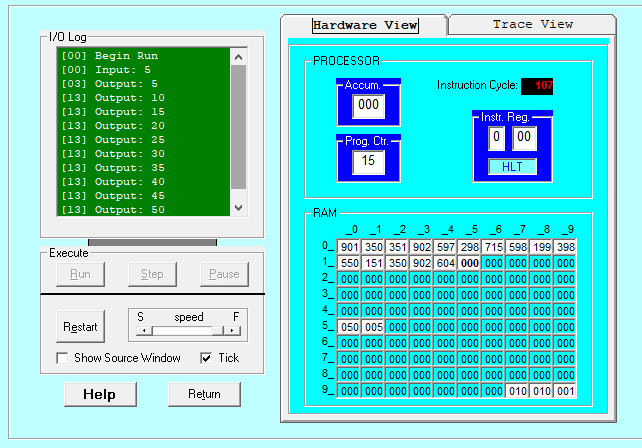 I/O Log
[00] Begin Run
[00] Input: 5
[03] Output: 5
[13] Output: 10
[13] Output: 15
[13] Output: 20
[13] Output: 25
[13] Output: 30
[13] Output: 35
[13] Output: 40
[13] Output: 45
[13] Output: 50
Execute
Run Step Pause
Restart
S speed F
Show Source Window Tick
Help Return
Hardware View Trace View
PROCESSOR
Accum.
000
Instruction Cycle: 107
Prog. Ctr.
15
Instr. Reg.
0 00
HLT
RAM
_0 _1 _2 _3 _4 _5 _6 _7 _8 _9
0_ 901 350 351 902 597 298 715 598 199 398
1_ 550 151 350 902 604 000 000 000 000 000
2_ 000 000 000 000 000 000 000 000 000 000
3_ 000 000 000 000 000 000 000 000 000 000
4_ 000 000 000 000 000 000 000 000 000 000
5_ 050 005 000 000 000 000 000 000 000 000
6_ 000 000 000 000 000 000 000 000 000 000
7_ 000 000 000 000 000 000 000 000 000 000
8_ 000 000 000 000 000 000 000 000 000 000
9_ 000 000 000 000 000 000 000 010 010 001